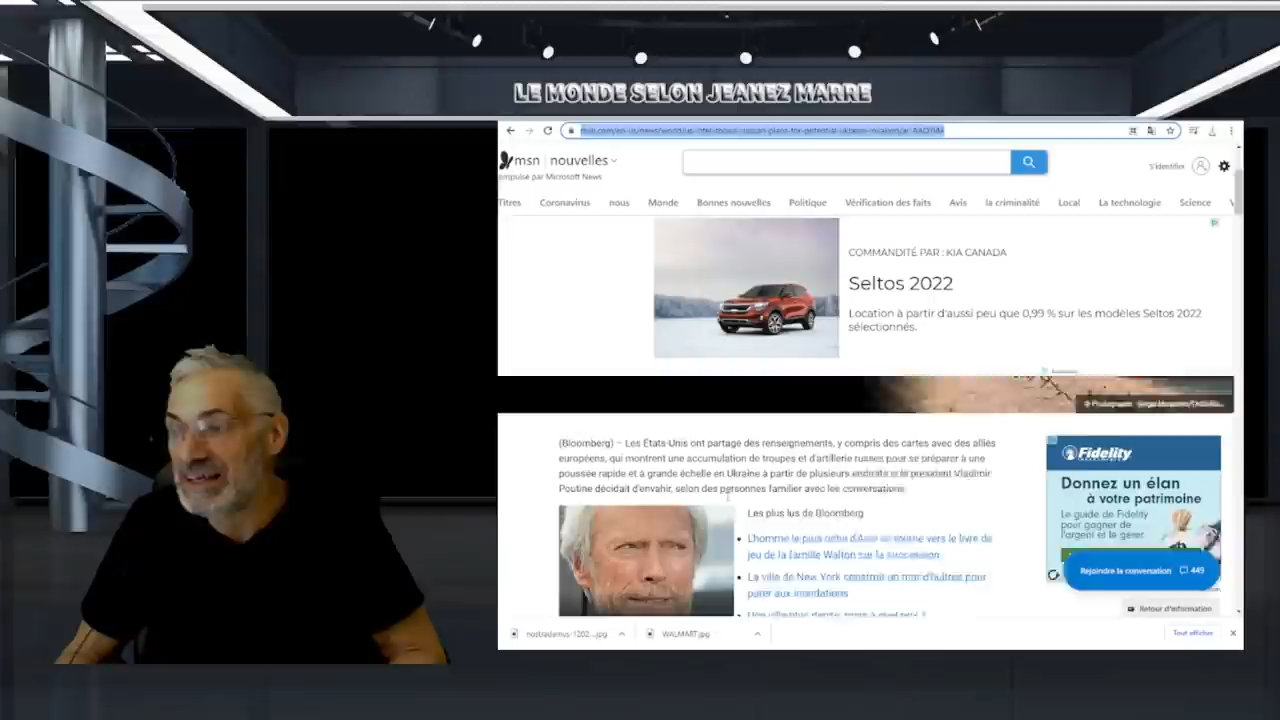 LE MONDE SELON JEANEZ MARRE
msn nouvelles
S'identifier
propulsé par Microsoft News
Titres Coronavirus nous Monde Bonnes nouvelles Politique Vérification des faits Avis la criminalité Local La technologie Science
COMMANDITÉ PAR : KIA CANADA
Seltos 2022
Location à partir d'aussi peu que 0,99 % sur les modèles Seltos 2022
sélectionnés.
(Bloomberg) – Les États-Unis ont partagé des renseignements, y compris des cartes avec des alliés
européens, qui montrent une accumulation de troupes et d'artillerie russes pour se préparer à une
poussée rapide et à grande échelle en Ukraine à partir de plusieurs endroits si le président Vladimir
Poutine décidait d'envahir, selon des personnes familier avec les conversations.
Les plus lus de Bloomberg
L'homme le plus riche d'Asie se tourne vers le livre de
jeu de la famille Walton sur la succession
La ville de New York construit un mur d'huîtres pour
parer aux inondations
Fidelity
Donnez un élan
à votre patrimoine
Le guide de Fidelity
pour gagner de
l'argent et le gérer.
Rejoindre la conversation 449
Retour d'information
nostradamus-1202...jpg WALMART.jpg Tout afficher